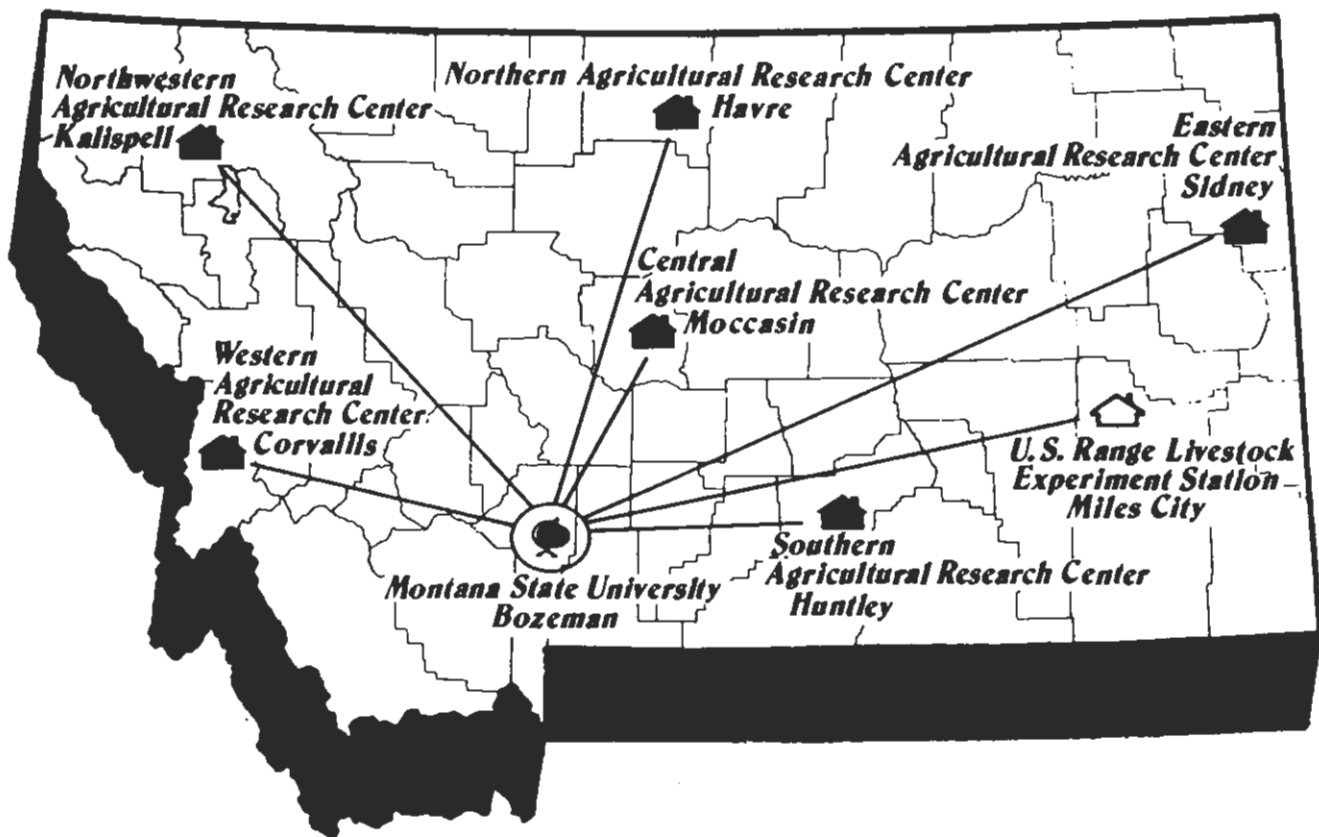 Northwestern
Agricultural Research Center
Kalispell
Northern Agricultural Research Center
Havre
Eastern
Agricultural Research Center
Sidney
Central
Agricultural Research Center
Moccasin
Western
Agricultural
Research Center
Corvallis
U.S. Range Livestock
Experiment Station
Miles City
Southern
Agricultural Research Center
Huntley
Montana State University
Bozeman